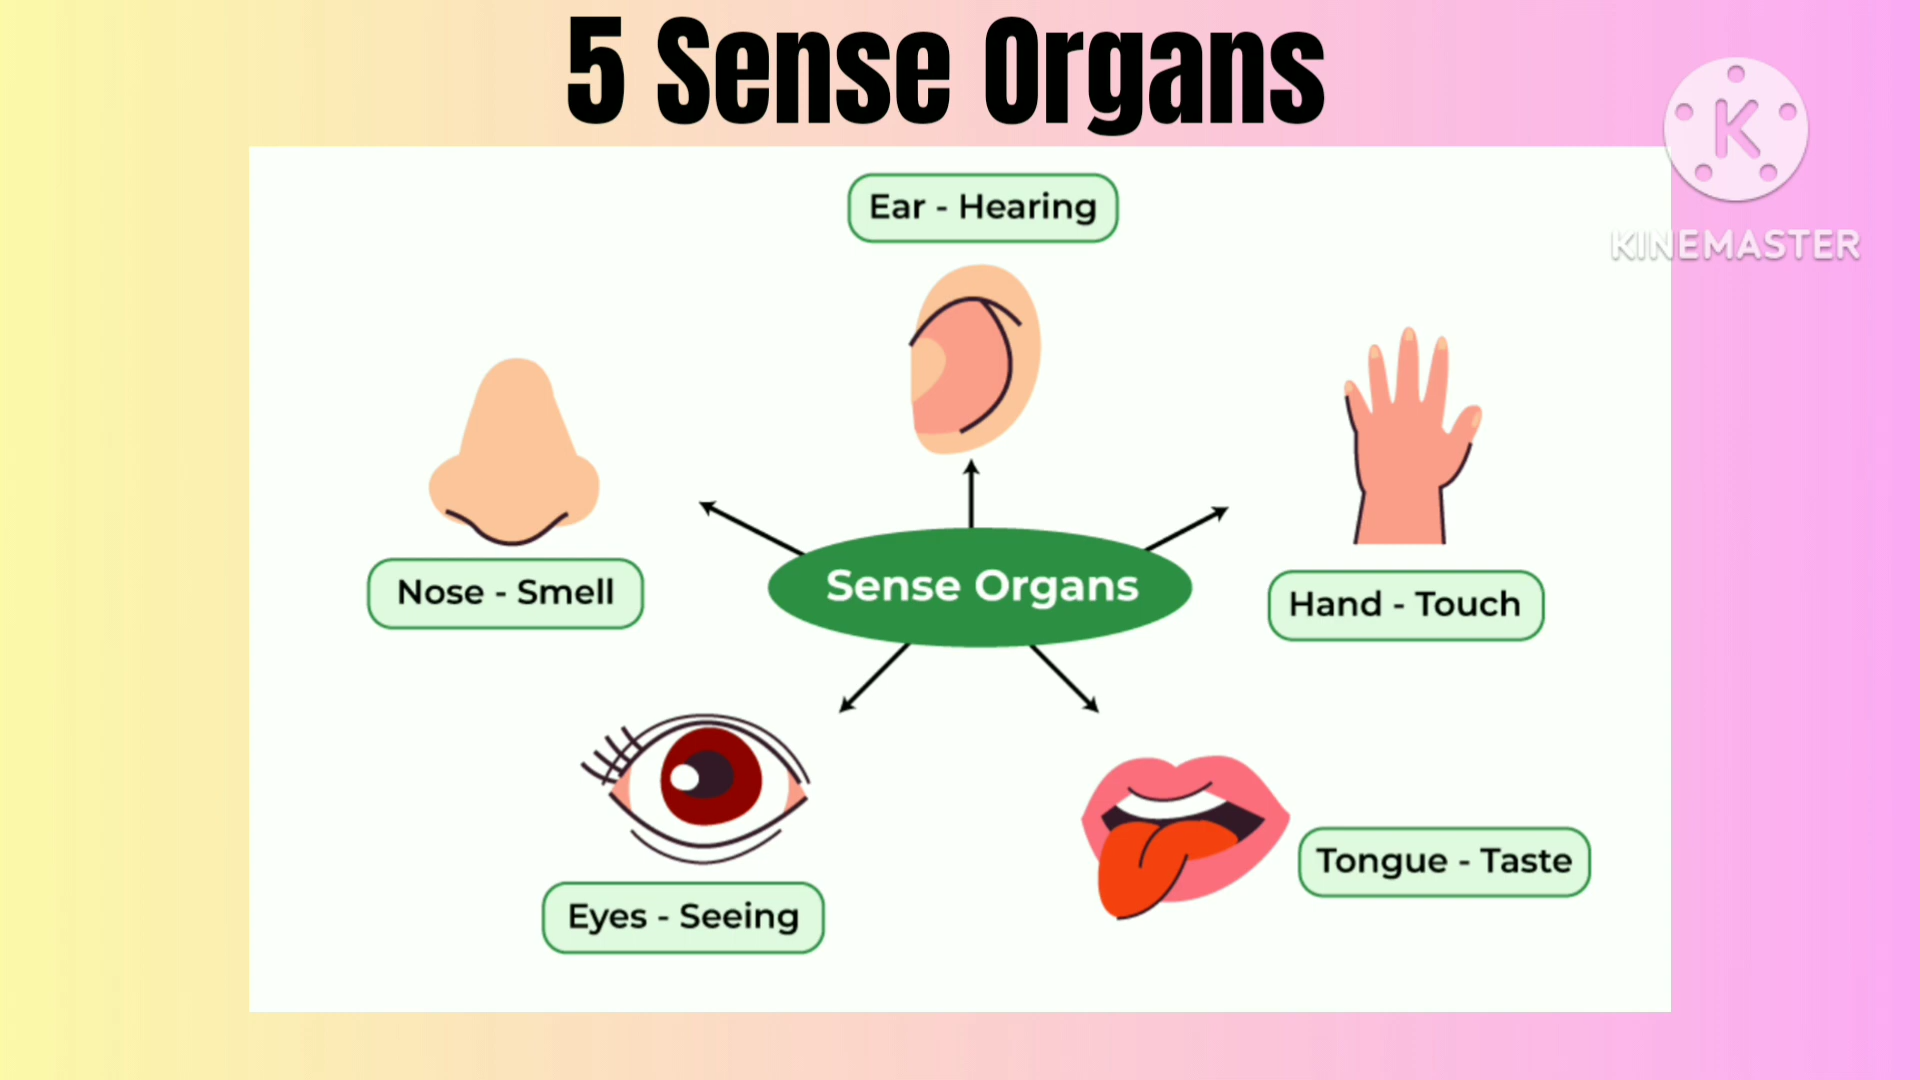 5 Sense Organs
K
KINEMASTER
Ear - Hearing
Nose - Smell
Sense Organs
Hand - Touch
Eyes - Seeing
Tongue - Taste